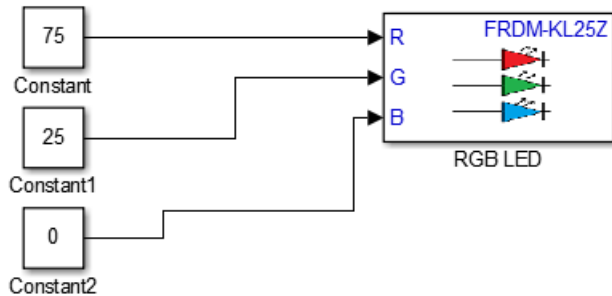 75
Constant
25
Constant1
0
Constant2
R
G
B
FRDM-KL25Z
RGB LED